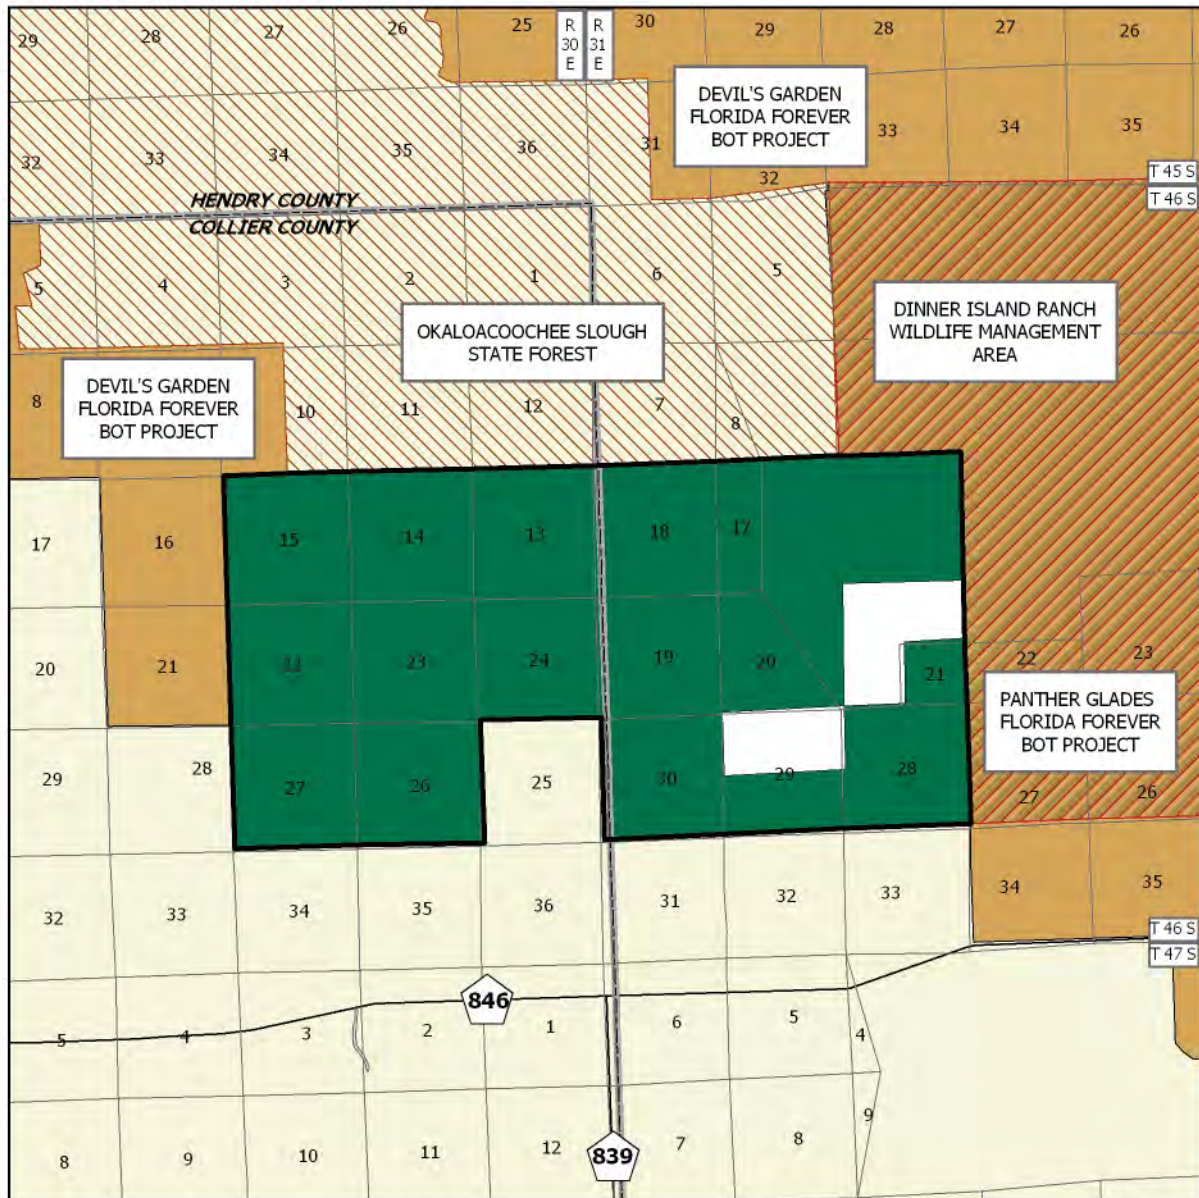 29 28 27 26 25 R 30 E R 31 E 30 29 28 27 26
DEVIL'S GARDEN
FLORIDA FOREVER
BOT PROJECT
32 33 34 35 36 31 32 33 34 35
T 45 S
T 46 S
HENDRY COUNTY
COLLIER COUNTY
5 4 3 2 1 6 5
OKALOACOOCHEE SLOUGH
STATE FOREST
DINNER ISLAND RANCH
WILDLIFE MANAGEMENT
AREA
DEVIL'S GARDEN
FLORIDA FOREVER
BOT PROJECT
8 10 11 12 7 8
17 16 15 14 13 18 17
20 21 22 23 24 19 20 21 22 23
PANTHER GLADES
FLORIDA FOREVER
BOT PROJECT
29 28 27 26 25 30 29 28 27 26
32 33 34 35 36 31 32 33 34 35
T 46 S
T 47 S
846
5 4 3 2 1 6 5 4
8 9 10 11 12 7 8 9
839